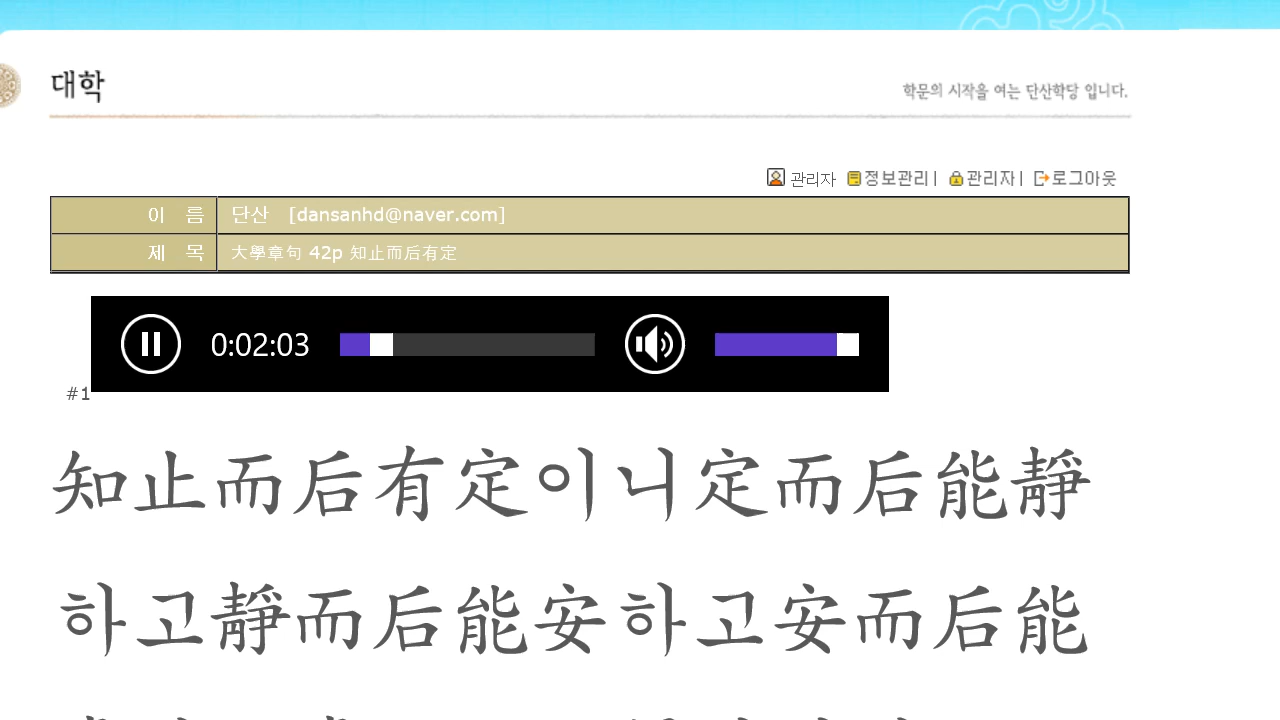 대학
학문의 시작을 여는 단산학당 입니다.
관리자 정보관리 | 관리자 | 로그아웃
이 름 단산 [dansanhd@naver.com]
제 목 大學章句 42p 知止而后有定
0:02:03
#1
知止而后有定이니定而后能靜
하고靜而后能安하고安而后能